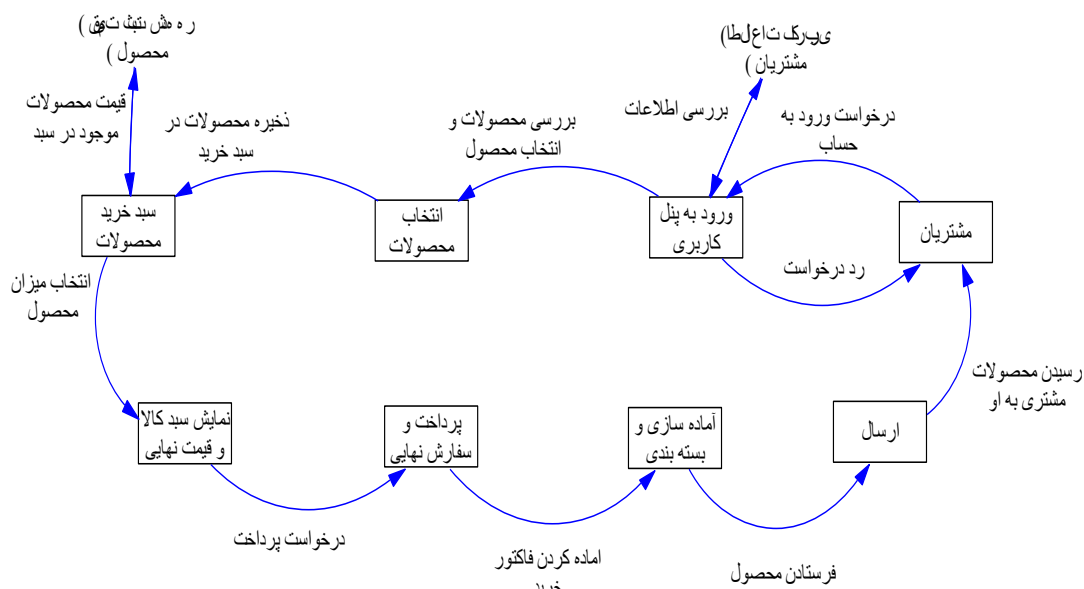 محصول )
مشتریان )
قیمت محصولات
موجود در سبد
ذخیره محصولات در
سبد خرید
بررسی محصولات و
انتخاب محصول
بررسی اطلاعات
درخواست ورود به
حساب
سبد خرید
محصولات
انتخاب
محصولات
ورود به پنل
کاربری
مشتریان
رد درخواست
انتخاب میزان
محصول
رسیدن محصولات
مشتری به او
نمایش سبد کالا
و قیمت نهایی
پرداخت و
سفارش نهایی
آماده سازی و
بسته بندی
ارسال
درخواست پرداخت
اماده کردن فاکتور
فرستادن محصول